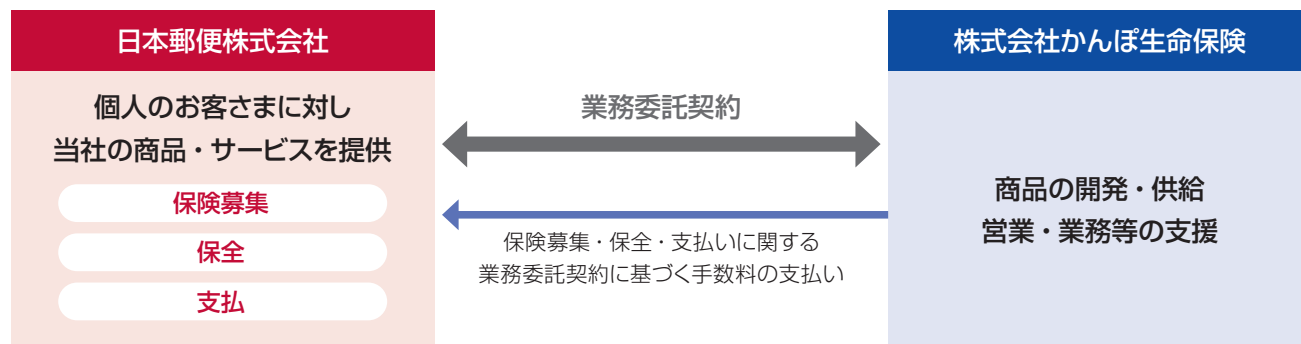 日本郵便株式会社
個人のお客さまに対し
当社の商品・サービスを提供
保険募集
保全
支払
業務委託契約
保険募集・保全・支払いに関する
業務委託契約に基づく手数料の支払い
株式会社かんぽ生命保険
商品の開発・供給
営業・業務等の支援